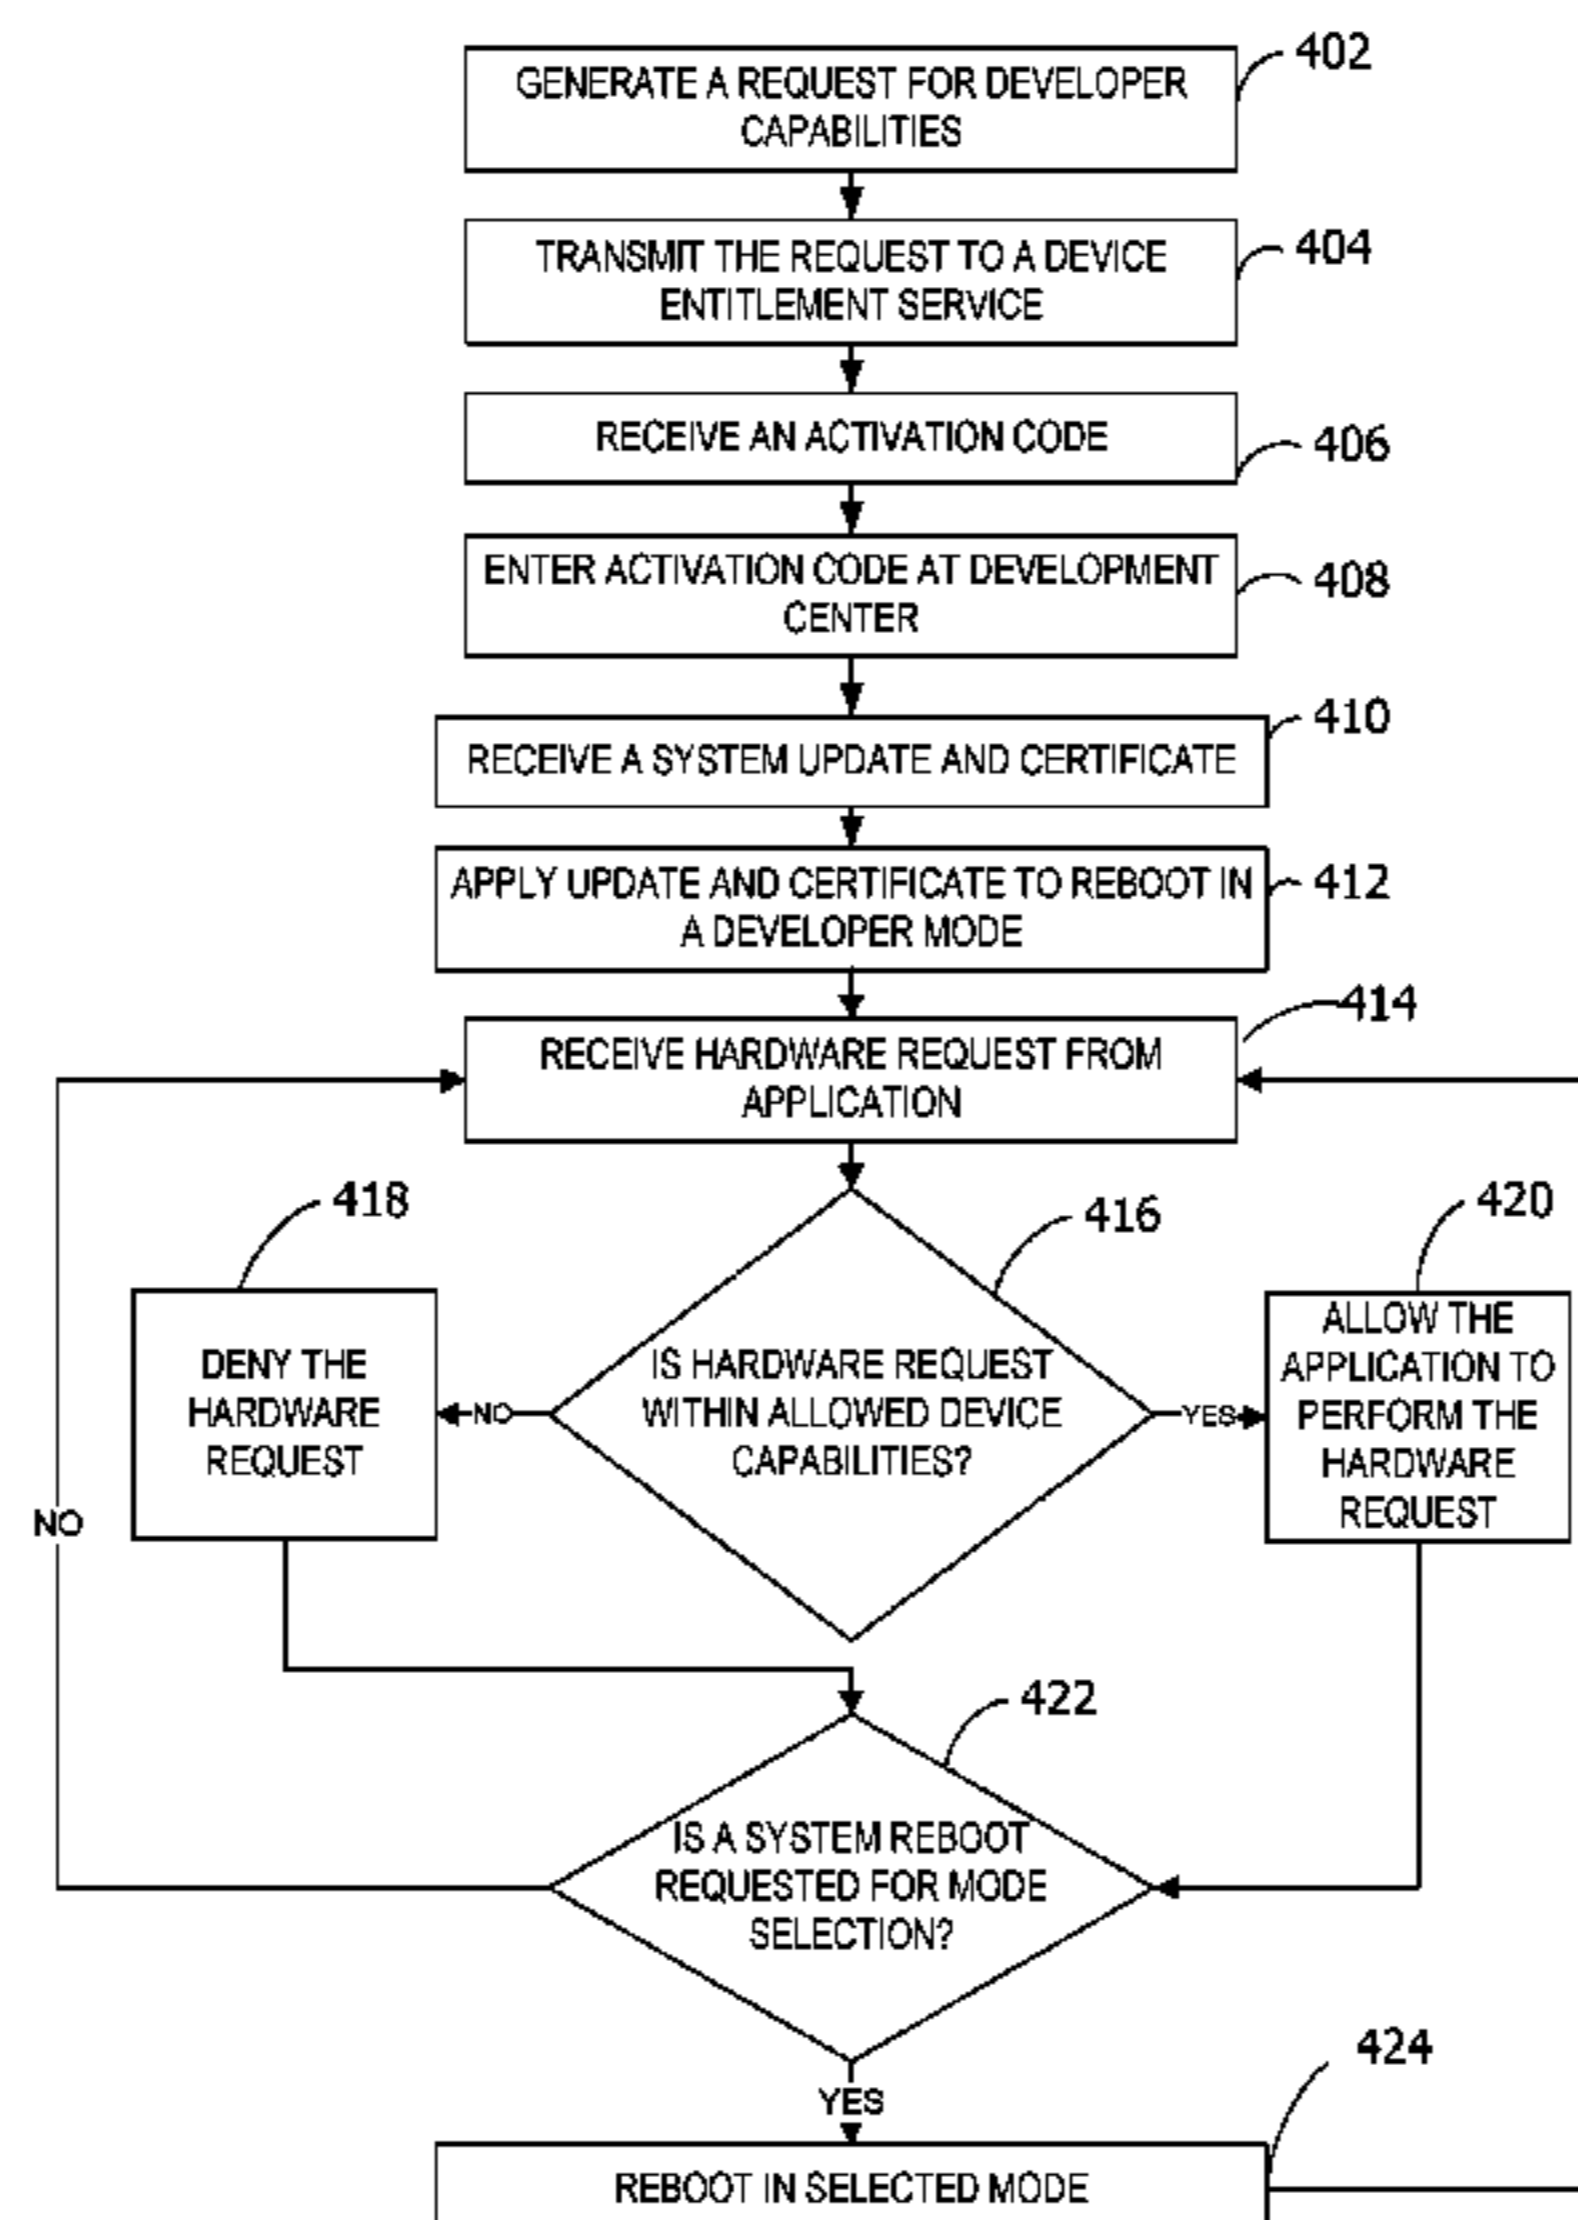 402
GENERATE A REQUEST FOR DEVELOPER
CAPABILITIES
404
TRANSMIT THE REQUEST TO A DEVICE
ENTITLEMENT SERVICE
RECEIVE AN ACTIVATION CODE
406
ENTER ACTIVATION CODE AT DEVELOPMENT
CENTER
408
410
RECEIVE A SYSTEM UPDATE AND CERTIFICATE
APPLY UPDATE AND CERTIFICATE TO REBOOT IN
A DEVELOPER MODE
412
414
RECEIVE HARDWARE REQUEST FROM
APPLICATION
418
416
420
DENY THE
HARDWARE
REQUEST
NO
IS HARDWARE REQUEST
WITHIN ALLOWED DEVICE
CAPABILITIES?
YES
ALLOW THE
APPLICATION TO
PERFORM THE
HARDWARE
REQUEST
NO
422
IS A SYSTEM REBOOT
REQUESTED FOR MODE
SELECTION?
YES
424
REBOOT IN SELECTED MODE